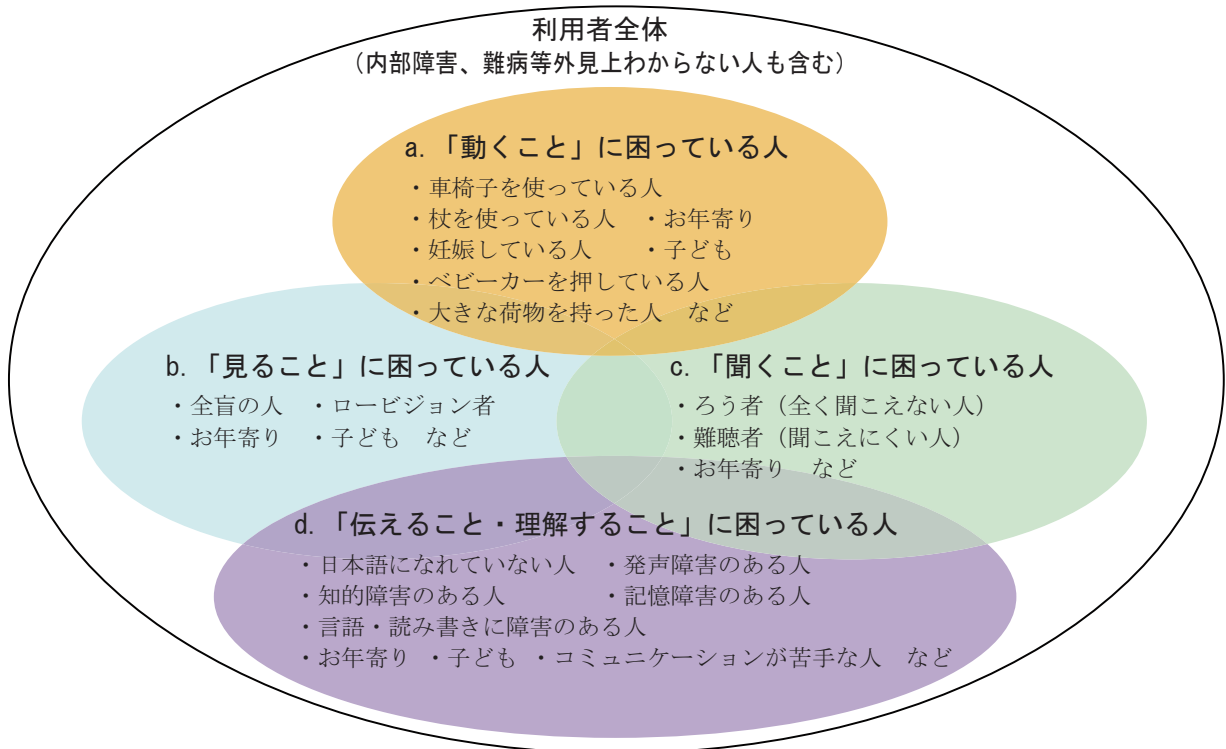 利用者全体
（内部障害、難病等外見上わからない人も含む）
a. 「動くこと」に困っている人
・車椅子を使っている人
・杖を使っている人　・お年寄り
・妊娠している人　・子ども
・ベビーカーを押している人
・大きな荷物を持った人　など
b. 「見ること」に困っている人
・全盲の人　・ロービジョン者
・お年寄り　・子ども　など
c. 「聞くこと」に困っている人
・ろう者（全く聞こえない人）
・難聴者（聞こえにくい人）
・お年寄り　など
d. 「伝えること・理解すること」に困っている人
・日本語になれていない人　・発声障害のある人
・知的障害のある人　・記憶障害のある人
・言語・読み書きに障害のある人
・お年寄り　・子ども　・コミュニケーションが苦手な人　など